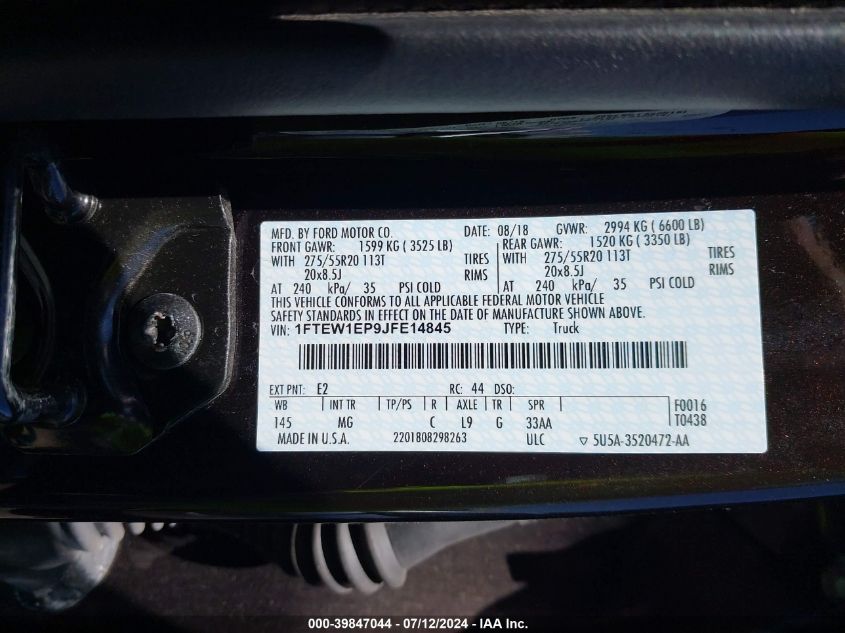 MFD. BY FORD MOTOR CO. DATE: 08/18 GVWR: 2994 KG ( 6600 LB)
FRONT GAWR: 1599 KG ( 3525 LB) REAR GAWR: 1520 KG ( 3350 LB)
WITH 275/55R20 113T TIRES WITH 275/55R20 113T TIRES
20x8.5J RIMS 20x8.5J RIMS
AT 240 kPa/ 35 PSI COLD AT 240 kPa/ 35 PSI COLD
THIS VEHICLE CONFORMS TO ALL APPLICABLE FEDERAL MOTOR VEHICLE
SAFETY STANDARDS IN EFFECT ON THE DATE OF MANUFACTURE SHOWN ABOVE.
VIN: 1FTEW1EP9JFE14845 TYPE: Truck
EXT PNT: E2 RC: 44 DSO:
WB INT TR TP/PS R AXLE TR SPR F0016
145 MG C L9 G 33AA T0438
MADE IN U.S.A. 2201808298263 ULC ▽ 5U5A-3520472-AA
000-39847044 - 07/12/2024 - IAA Inc.